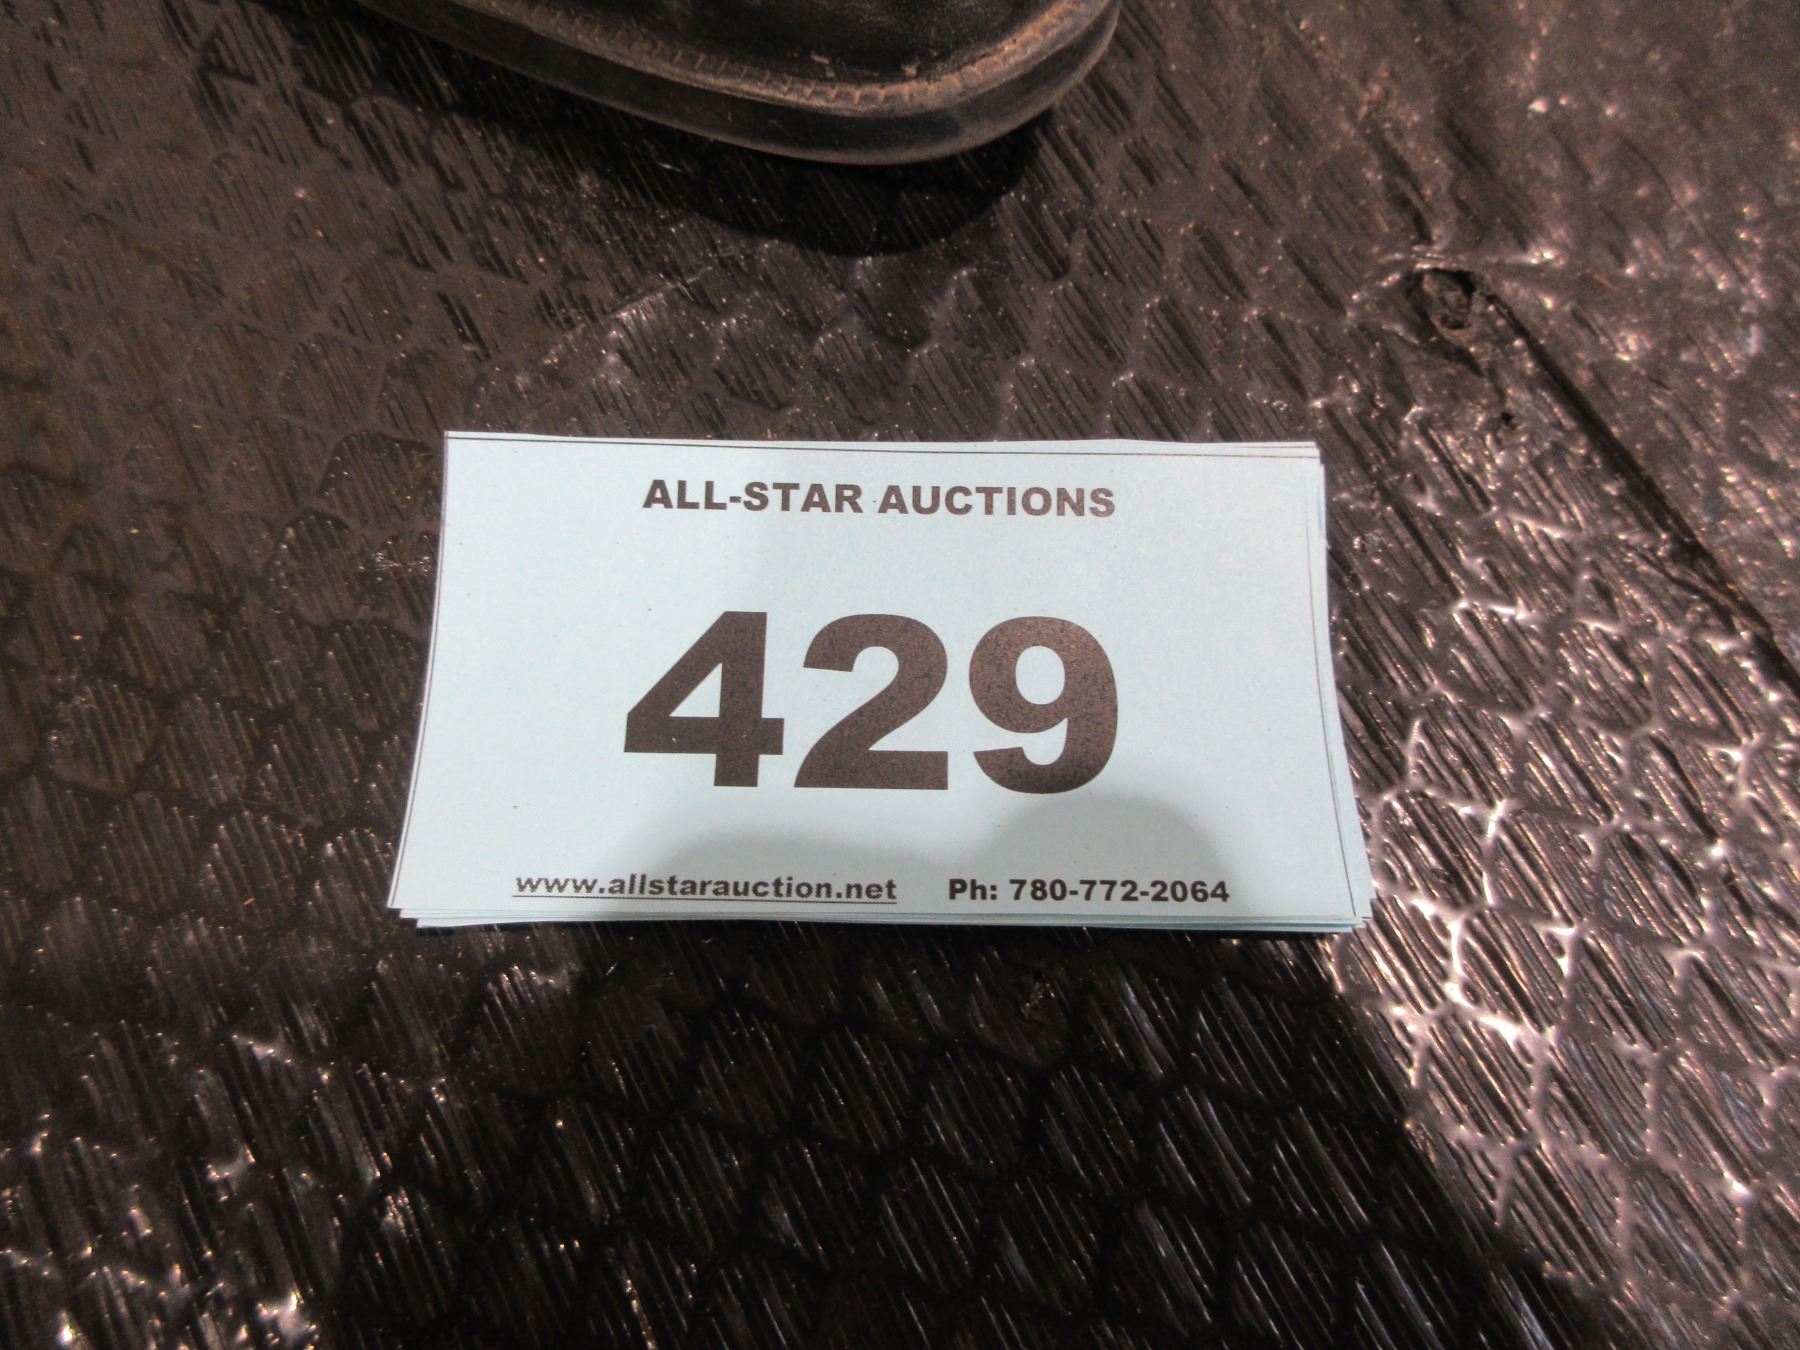 ALL-STAR AUCTIONS
429
www.allstarauction.net Ph: 780-772-2064